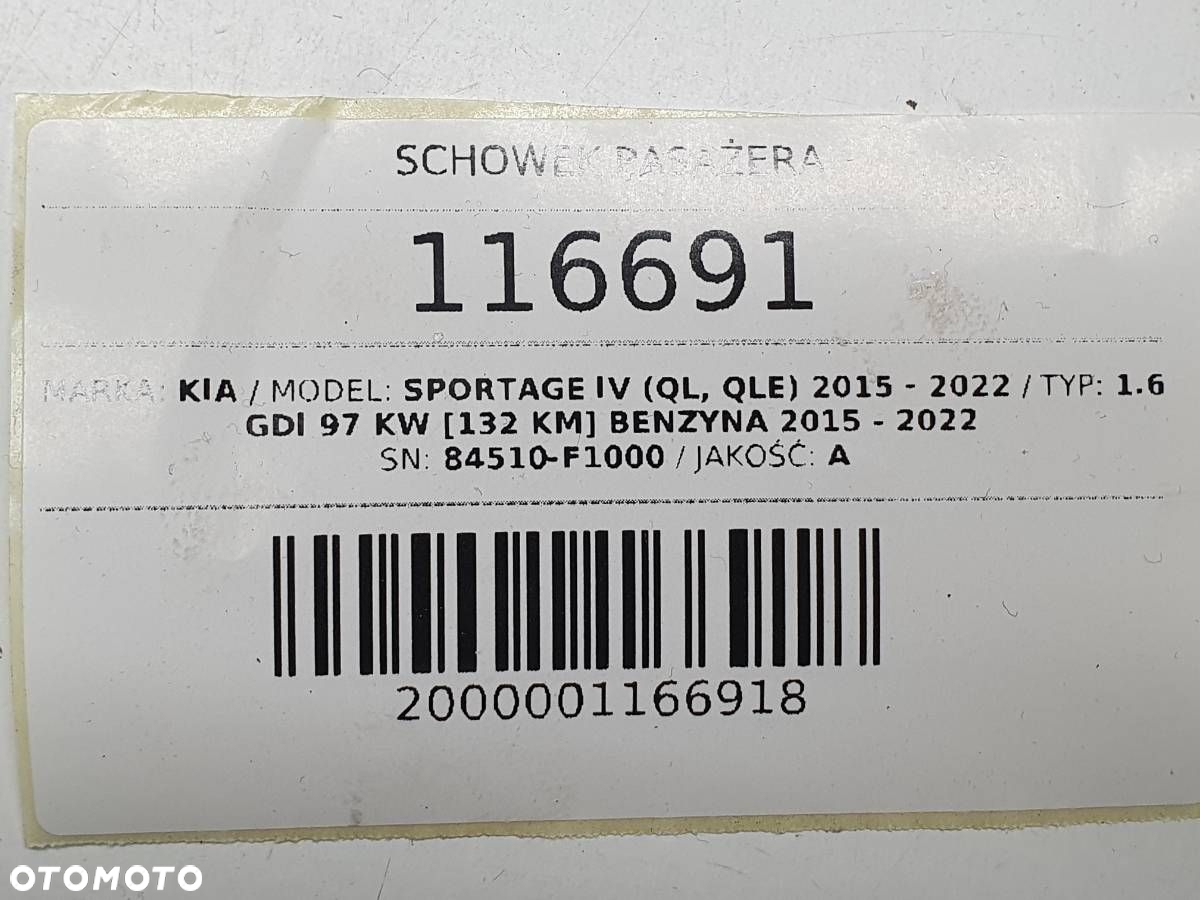 SCHOWEK PASAŻERA
116691
MARKA: KIA / MODEL: SPORTAGE IV (QL, QLE) 2015 - 2022 / TYP: 1.6
GDI 97 KW [132 KM] BENZYNA 2015 - 2022
SN: 84510-F1000 / JAKOŚĆ: A
2000001166918
OTOMOTO